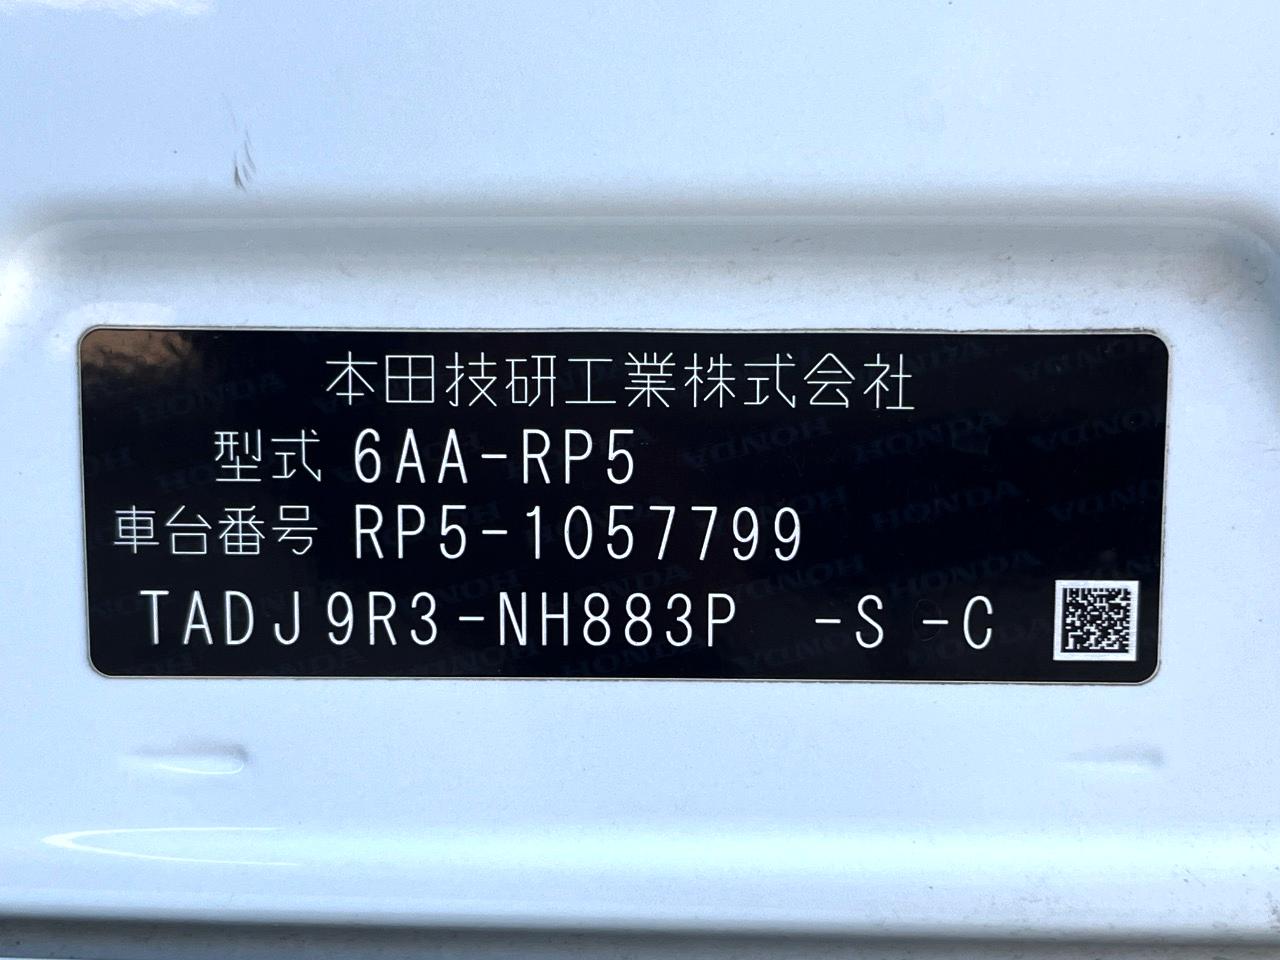 本田技研工業株式会社
型式 6AA-RP5
車台番号 RP5-1057799
TADJ9R3-NH883P -S -C